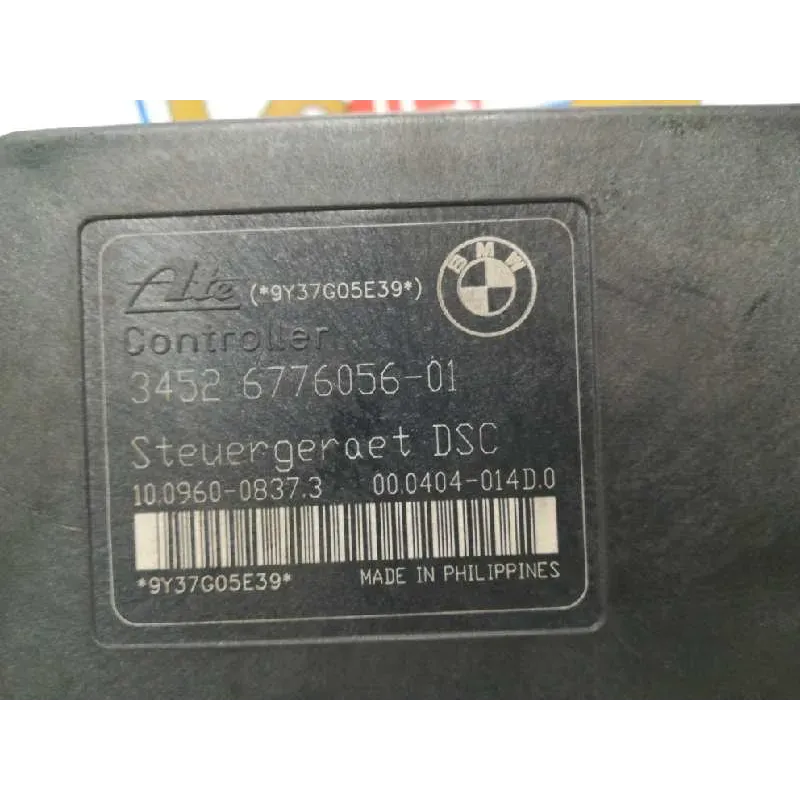 Ate (*9Y37G05E39*) BMW
Controller
3452 6776056-01
Steuergeraet DSC
10.0960-0837.3 00.0404-014D.0
*9Y37G05E39* MADE IN PHILIPPINES